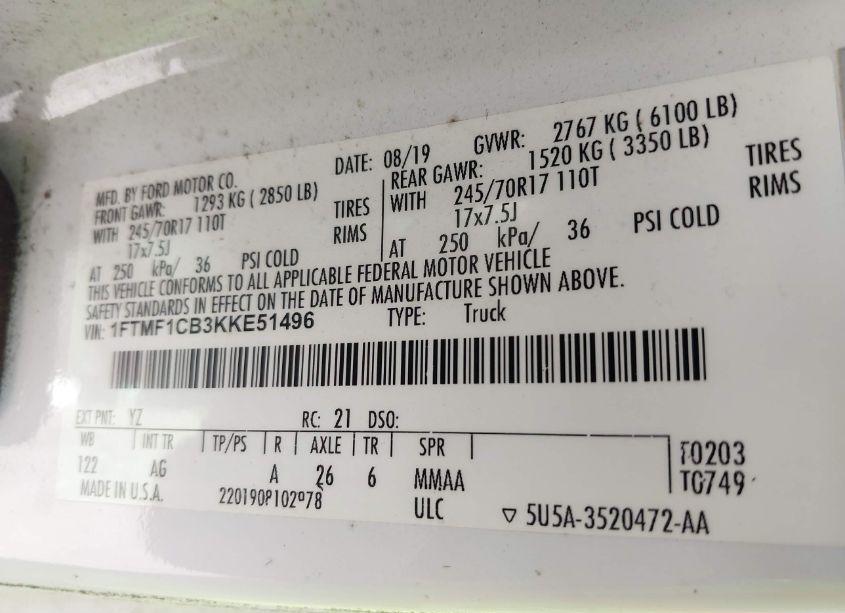 MFD. BY FORD MOTOR CO.
DATE: 08/19 GVWR: 2767 KG ( 6100 LB)
FRONT GAWR: 1293 KG ( 2850 LB) REAR GAWR: 1520 KG ( 3350 LB)
WITH 245/70R17 110T TIRES WITH 245/70R17 110T TIRES
17x7.5J RIMS 17x7.5J RIMS
AT 250 kPa/ 36 PSI COLD AT 250 kPa/ 36 PSI COLD
THIS VEHICLE CONFORMS TO ALL APPLICABLE FEDERAL MOTOR VEHICLE
SAFETY STANDARDS IN EFFECT ON THE DATE OF MANUFACTURE SHOWN ABOVE.
VIN: 1FTMF1CB3KKE51496 TYPE: Truck
EXT PNT: YZ RC: 21 DSO:
WB INT TR TP/PS R AXLE TR SPR
122 AG A 26 6 MMAA
MADE IN U.S.A. ULC
T0203
TC749
▽ 5U5A-3520472-AA